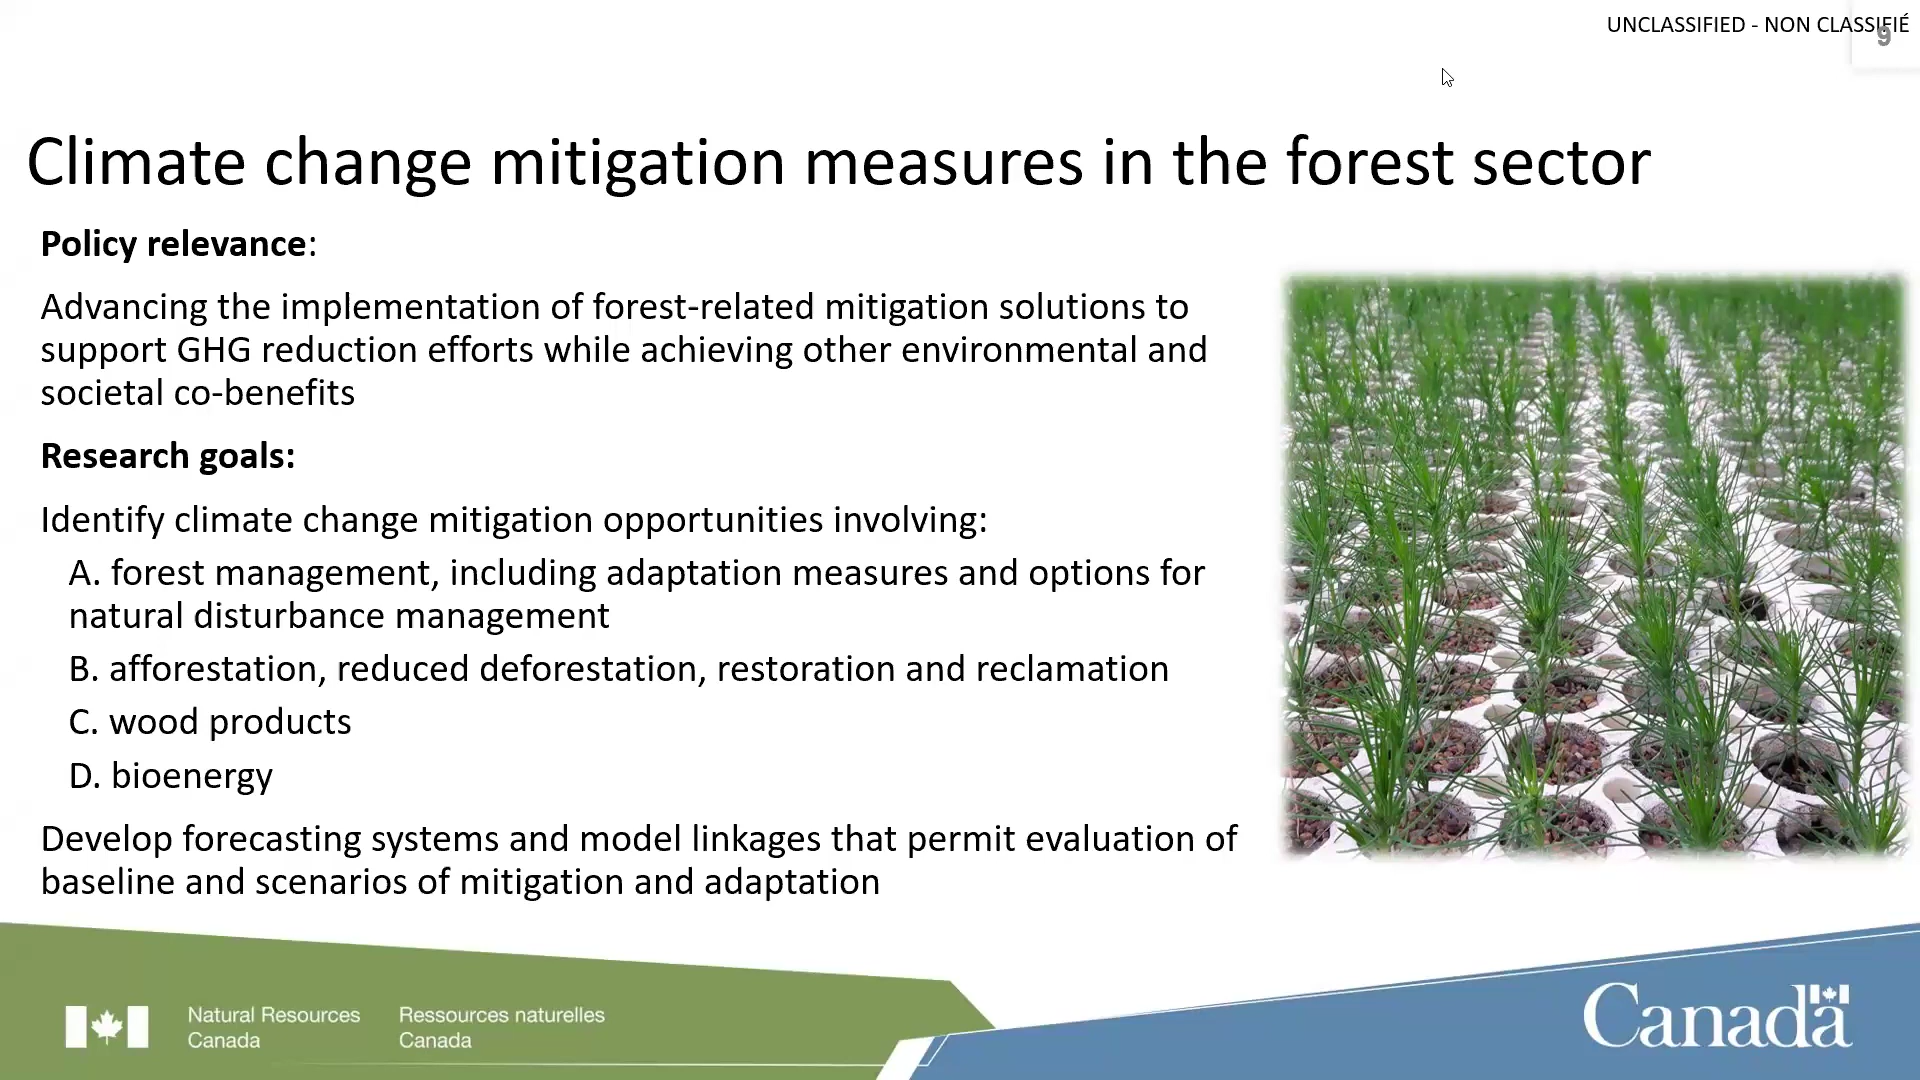 UNCLASSIFIED - NON CLASSIFIÉ
9
Climate change mitigation measures in the forest sector
Policy relevance:
Advancing the implementation of forest-related mitigation solutions to
support GHG reduction efforts while achieving other environmental and
societal co-benefits
Research goals:
Identify climate change mitigation opportunities involving:
A. forest management, including adaptation measures and options for
natural disturbance management
B. afforestation, reduced deforestation, restoration and reclamation
C. wood products
D. bioenergy
Develop forecasting systems and model linkages that permit evaluation of
baseline and scenarios of mitigation and adaptation
Natural Resources
Canada
Ressources naturelles
Canada
Canada